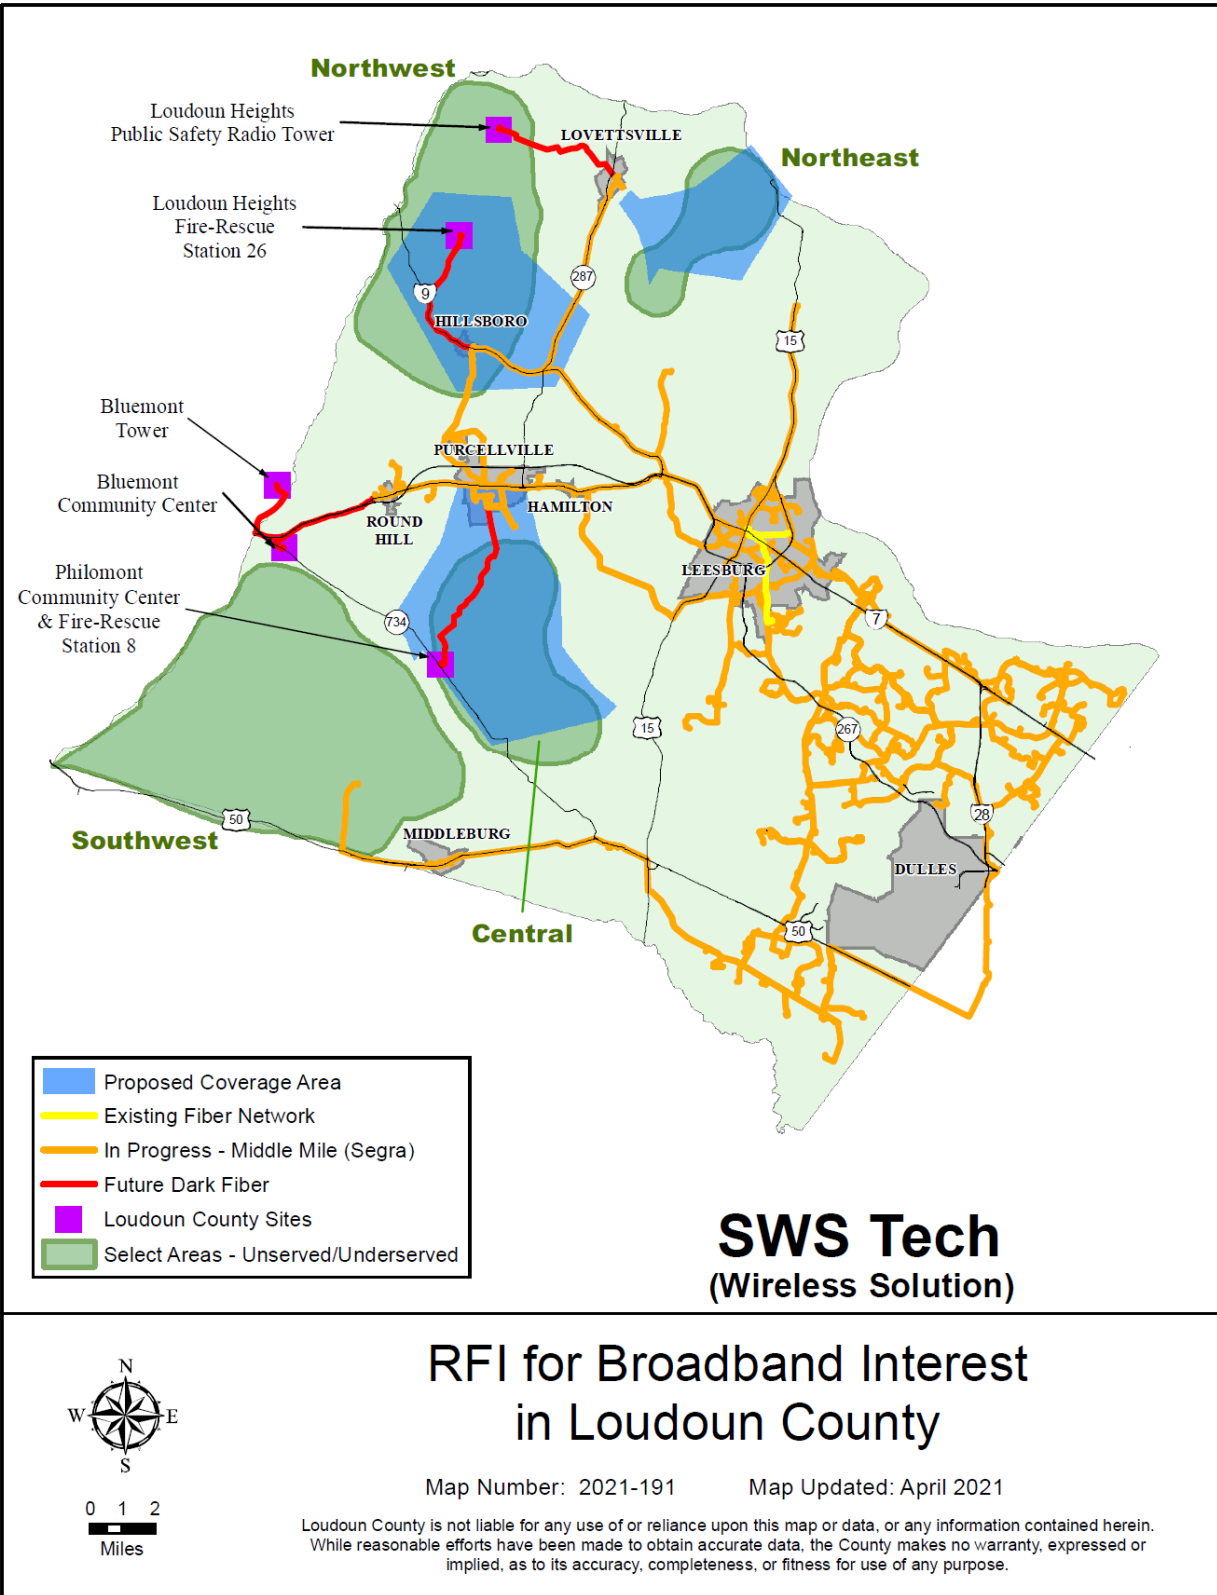 Northwest
Loudoun Heights
Public Safety Radio Tower
LOVETTSVILLE
Northeast
Loudoun Heights
Fire-Rescue
Station 26
287
9
HILLSBORO
15
Bluemont
Tower
PURCELLVILLE
Bluemont
Community Center
HAMILTON
ROUND
HILL
LEESBURG
Philomont
Community Center
& Fire-Rescue
Station 8
734
7
15
267
50
28
Southwest
MIDDLEBURG
DULLES
Central
50
Proposed Coverage Area
Existing Fiber Network
In Progress - Middle Mile (Segra)
Future Dark Fiber
Loudoun County Sites
Select Areas - Unserved/Underserved
SWS Tech
(Wireless Solution)
N
W E
S
0 1 2
Miles
RFI for Broadband Interest
in Loudoun County
Map Number: 2021-191 Map Updated: April 2021
Loudoun County is not liable for any use of or reliance upon this map or data, or any information contained herein.
While reasonable efforts have been made to obtain accurate data, the County makes no warranty, expressed or
implied, as to its accuracy, completeness, or fitness for use of any purpose.